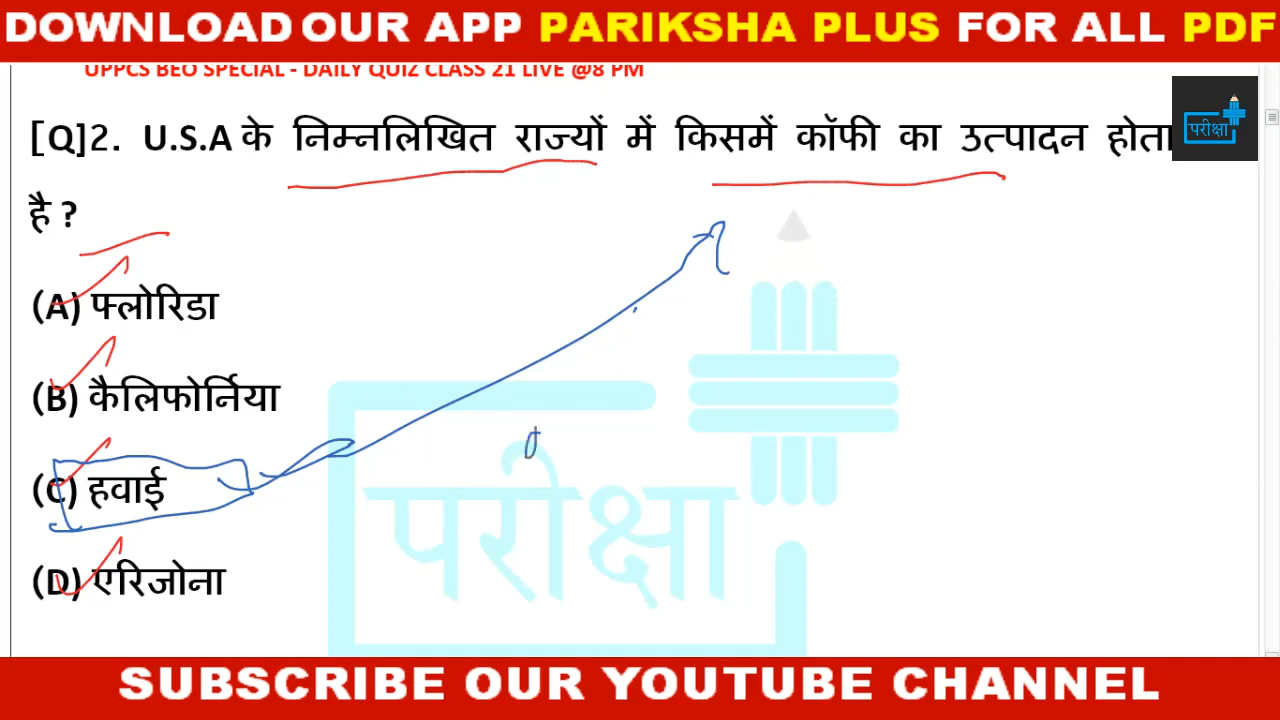 DOWNLOAD OUR APP PARIKSHA PLUS FOR ALL PDF
UPPCS BEO SPECIAL - DAILY QUIZ CLASS 21 LIVE @8 PM
परीक्षा
[Q]2. U.S.A के निम्नलिखित राज्यों में किसमें कॉफी का उत्पादन होता
है ?
(A) फ्लोरिडा
(B) कैलिफोर्निया
(C) हवाई
(D) एरिजोना
परीक्षा
SUBSCRIBE OUR YOUTUBE CHANNEL